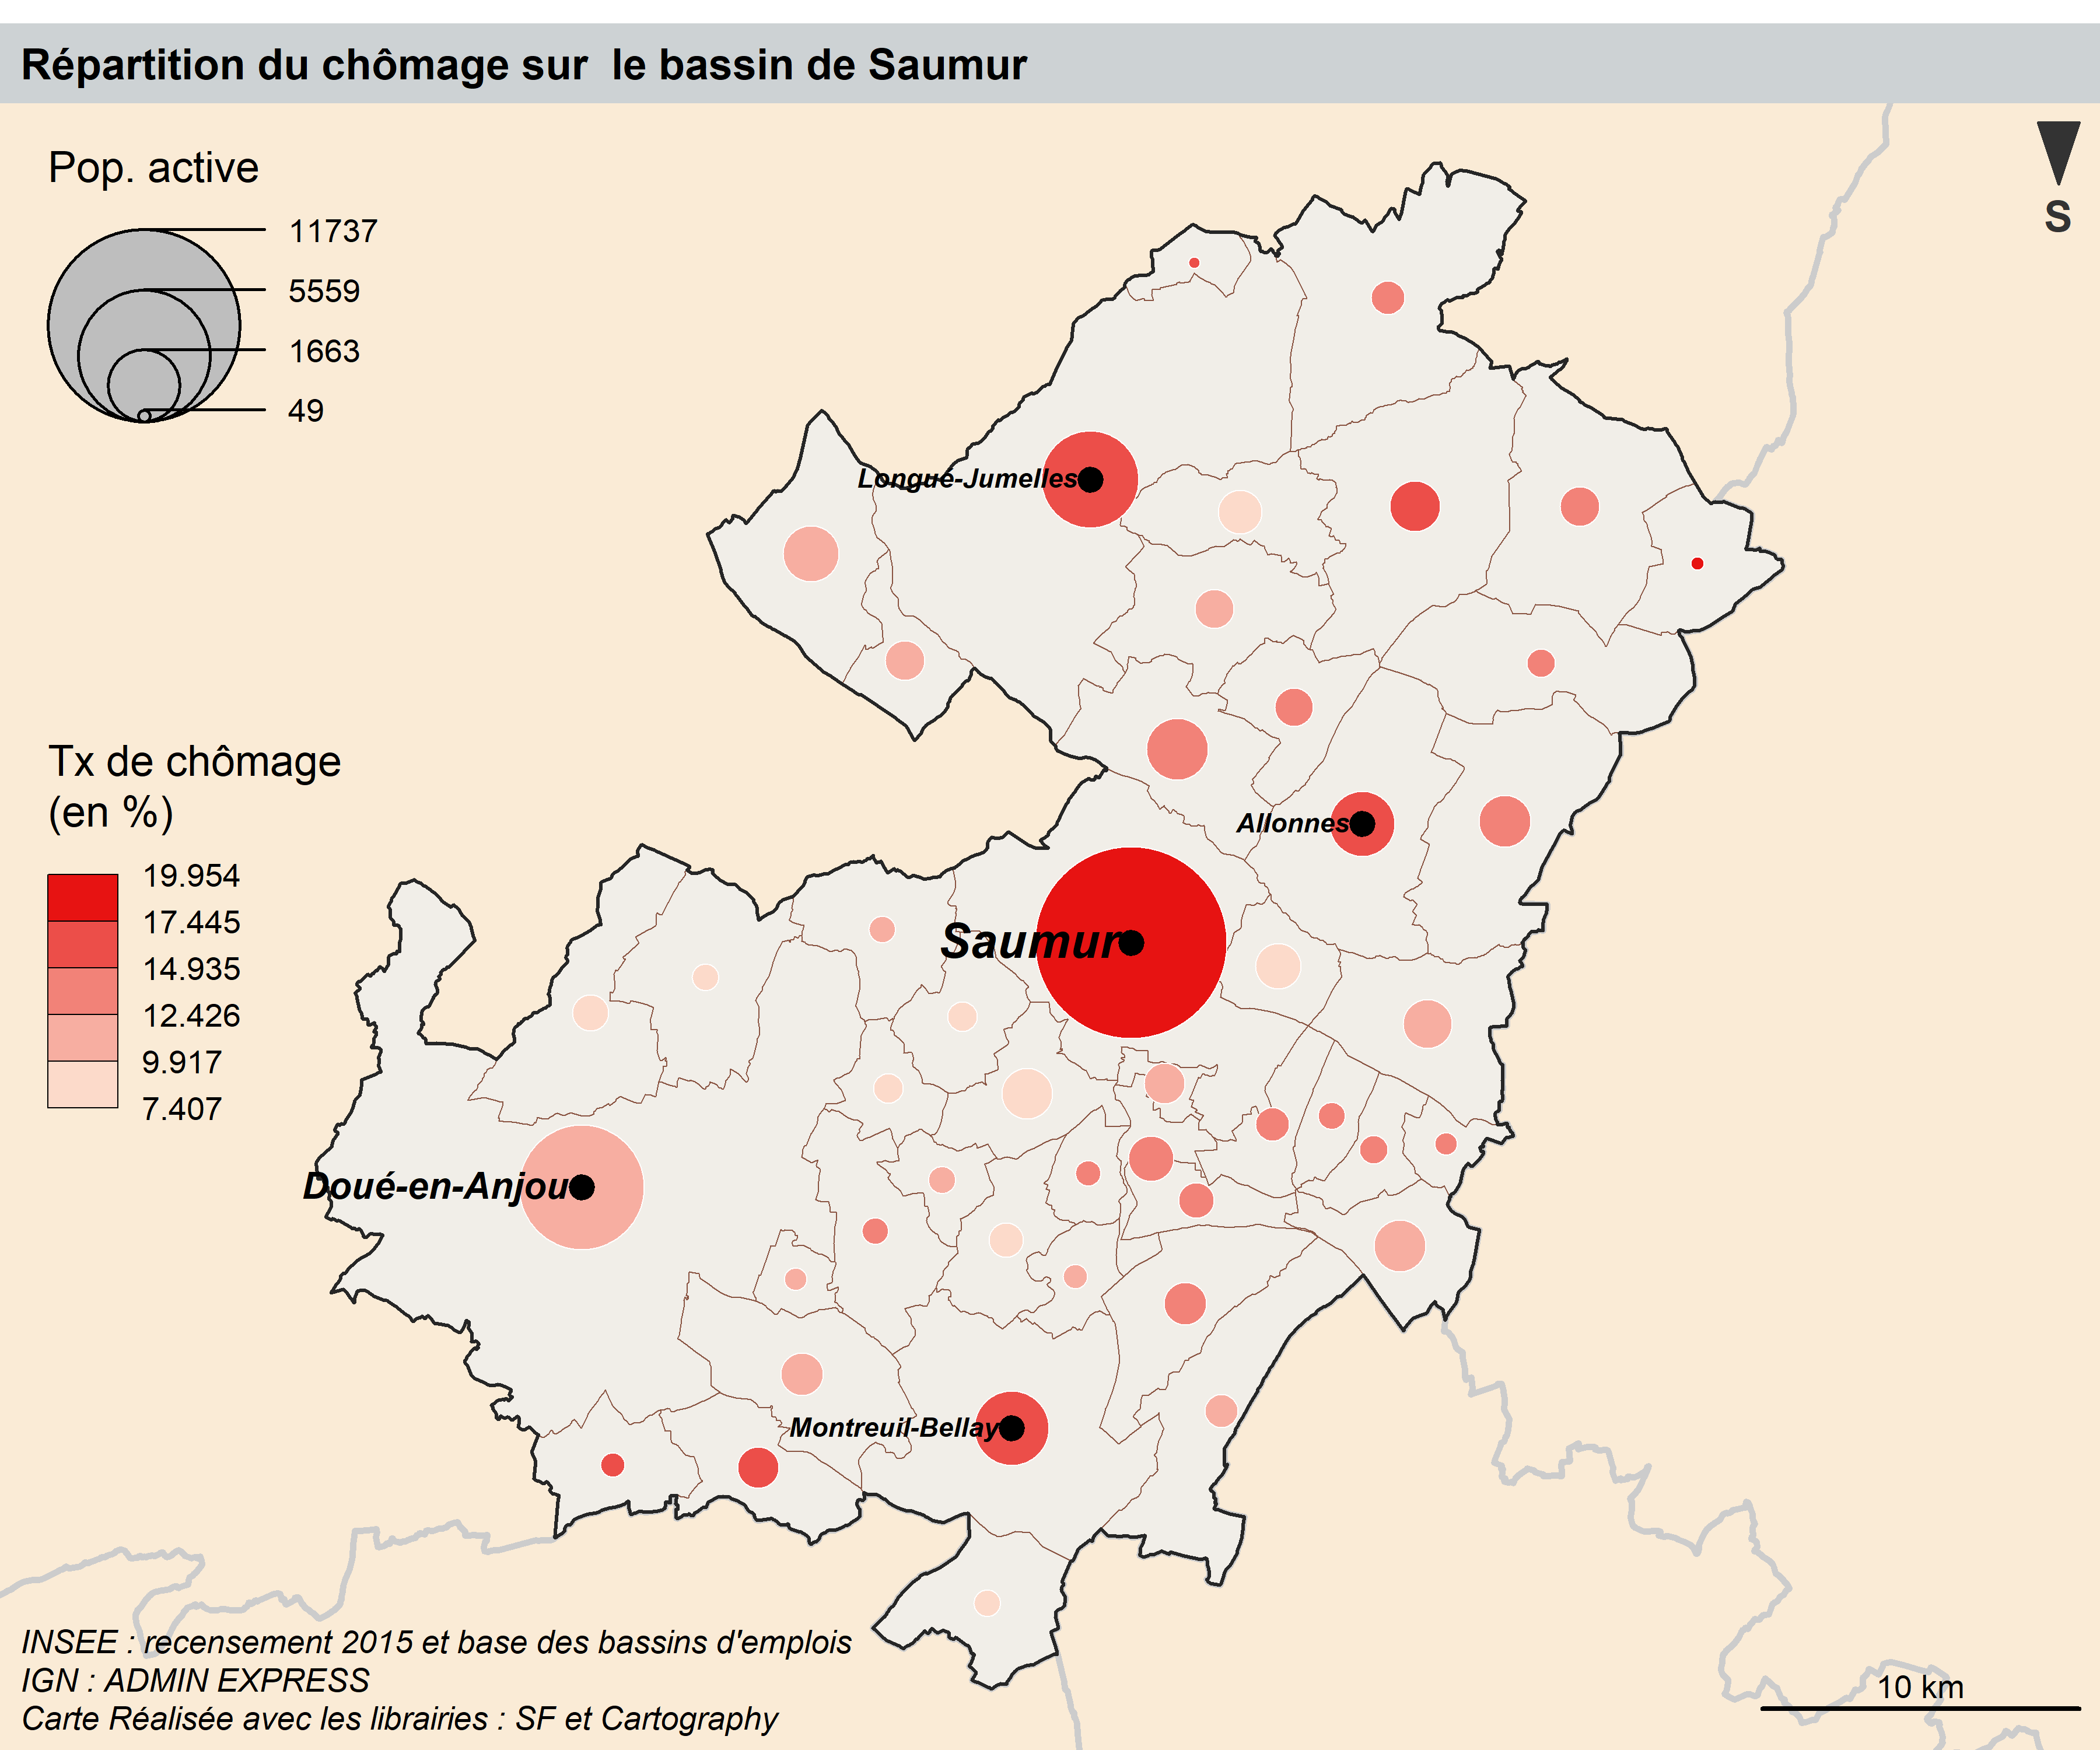 Répartition du chômage sur  le bassin de Saumur
Pop. active
11737
5559
1663
49
S
Longué-Jumelles
Tx de chômage
(en %)
19.954
17.445
14.935
12.426
9.917
7.407
Allonnes
Saumur
Doué-en-Anjou
Montreuil-Bellay
INSEE : recensement 2015 et base des bassins d'emplois
IGN : ADMIN EXPRESS
Carte Réalisée avec les librairies : SF et Cartography
10 km